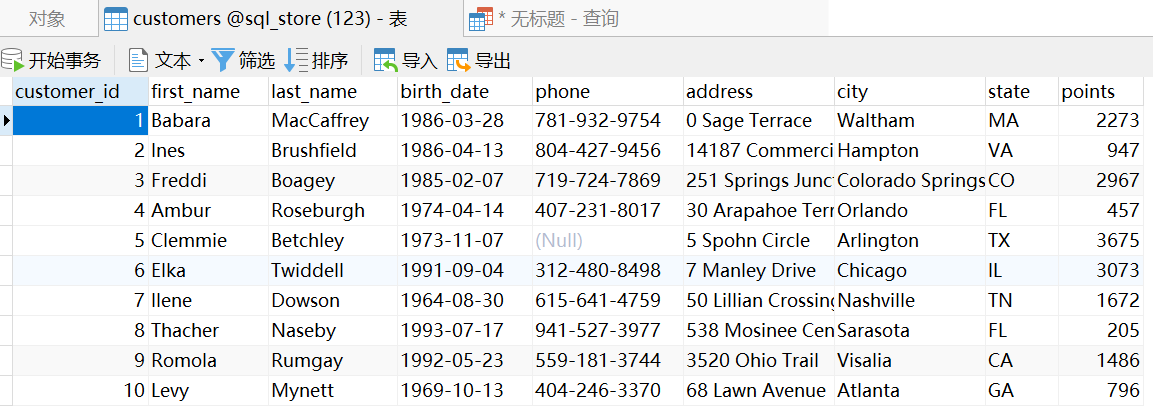 对象 customers @sql_store (123) - 表 * 无标题 - 查询
开始事务 文本 筛选 排序 导入 导出
customer_id first_name last_name birth_date phone address city state points
1 Babara MacCaffrey 1986-03-28 781-932-9754 0 Sage Terrace Waltham MA 2273
2 Ines Brushfield 1986-04-13 804-427-9456 14187 Commerci Hampton VA 947
3 Freddi Boagey 1985-02-07 719-724-7869 251 Springs Junc Colorado Springs CO 2967
4 Ambur Roseburgh 1974-04-14 407-231-8017 30 Arapahoe Terr Orlando FL 457
5 Clemmie Betchley 1973-11-07 (Null) 5 Spohn Circle Arlington TX 3675
6 Elka Twiddell 1991-09-04 312-480-8498 7 Manley Drive Chicago IL 3073
7 Ilene Dowson 1964-08-30 615-641-4759 50 Lillian Crossing Nashville TN 1672
8 Thacher Naseby 1993-07-17 941-527-3977 538 Mosinee Cen Sarasota FL 205
9 Romola Rumgay 1992-05-23 559-181-3744 3520 Ohio Trail Visalia CA 1486
10 Levy Mynett 1969-10-13 404-246-3370 68 Lawn Avenue Atlanta GA 796